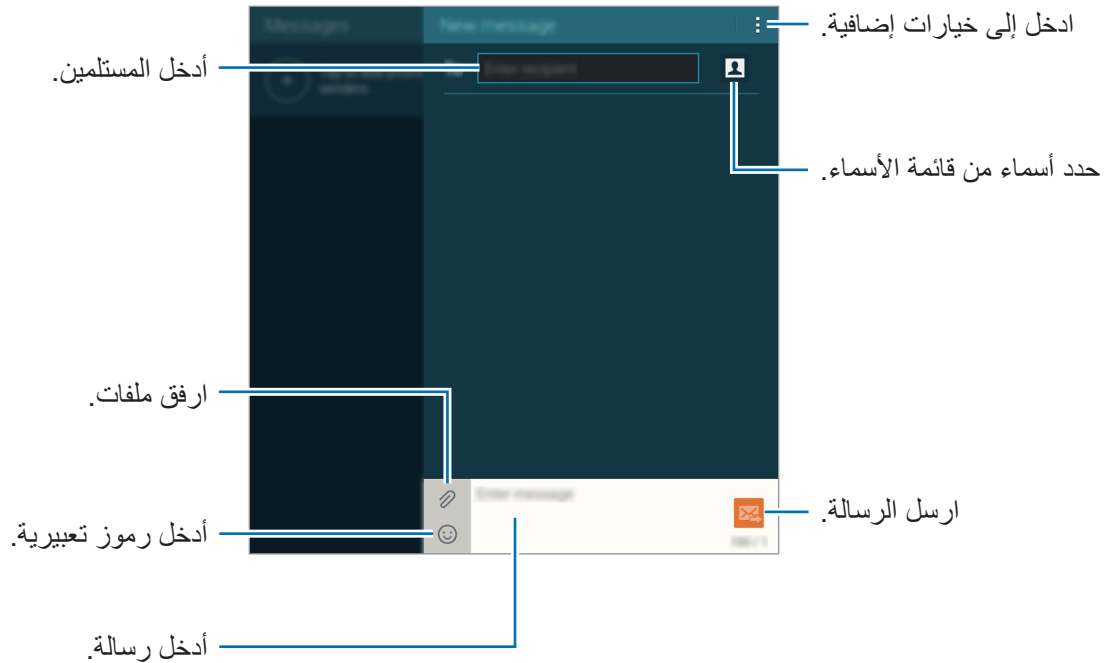 Messages
New message
ادخل إلى خيارات إضافية.
أدخل المستلمين.
Enter recipient
senders
حدد أسماء من قائمة الأسماء.
ارفق ملفات.
Enter message
ارسل الرسالة.
أدخل رموز تعبيرية.
أدخل رسالة.